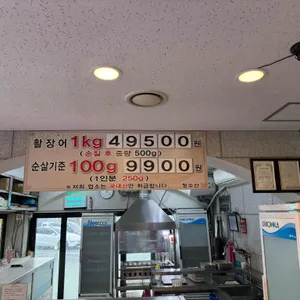 활장어 1kg 49500원
(손질 후 중량 500g)
순살기준 100g 9900원
(1인분 250g)
※저희 업소는 국내산만 취급합니다.